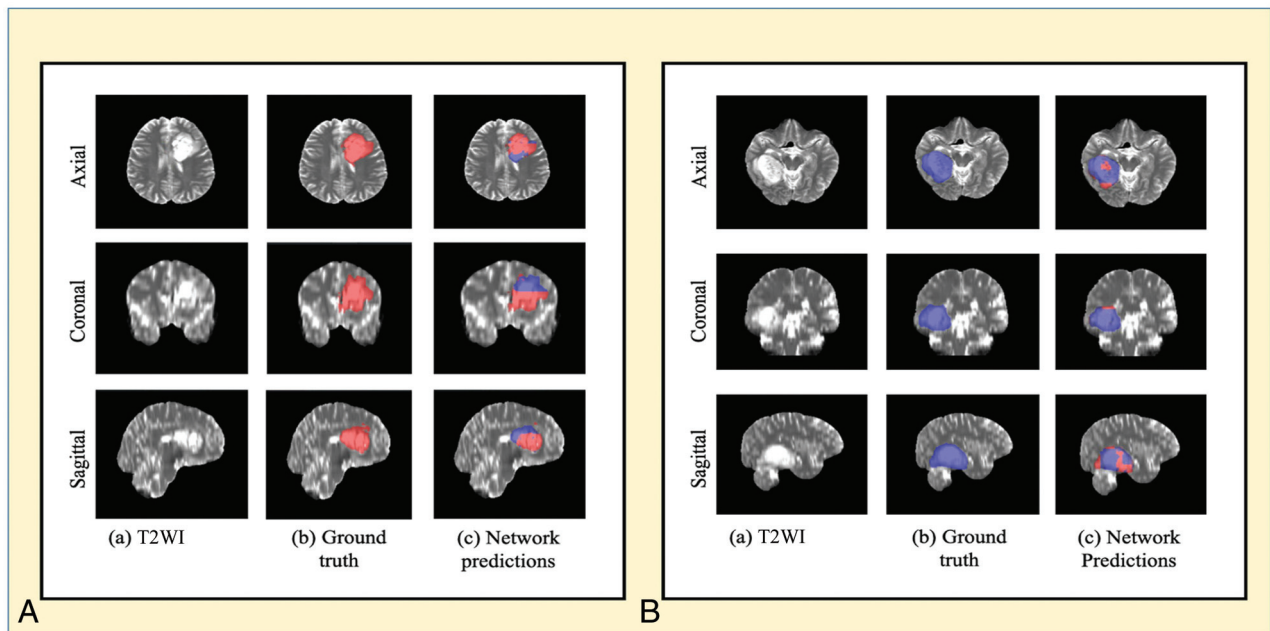 Axial
Coronal
Sagittal
(a) T2WI
(b) Ground
truth
(c) Network
predictions
A
Axial
Coronal
Sagittal
(a) T2WI
(b) Ground
truth
(c) Network
Predictions
B